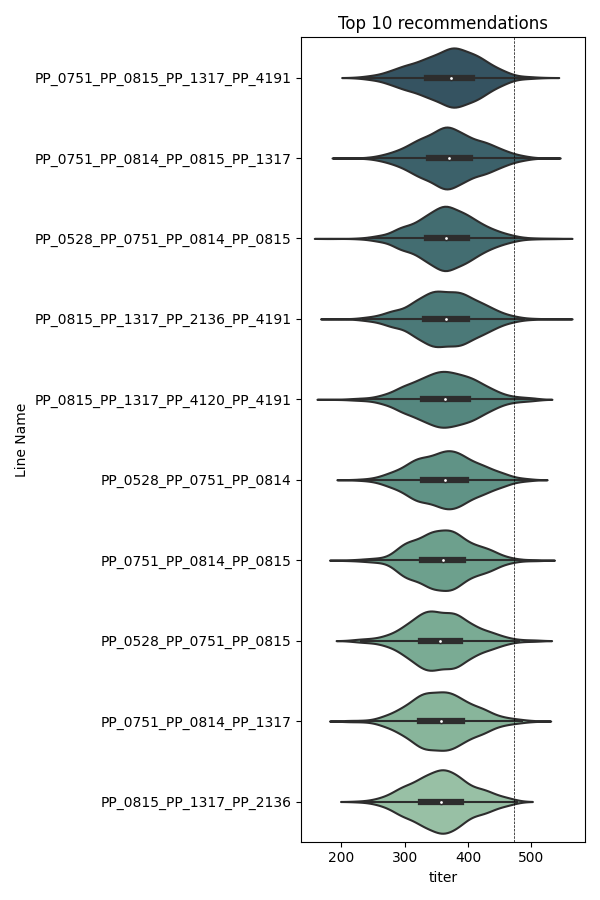 Top 10 recommendations
PP_0751_PP_0815_PP_1317_PP_4191
PP_0751_PP_0814_PP_0815_PP_1317
PP_0528_PP_0751_PP_0814_PP_0815
PP_0815_PP_1317_PP_2136_PP_4191
PP_0815_PP_1317_PP_4120_PP_4191
PP_0528_PP_0751_PP_0814
PP_0751_PP_0814_PP_0815
PP_0528_PP_0751_PP_0815
PP_0751_PP_0814_PP_1317
PP_0815_PP_1317_PP_2136
Line Name
200 300 400 500
titer